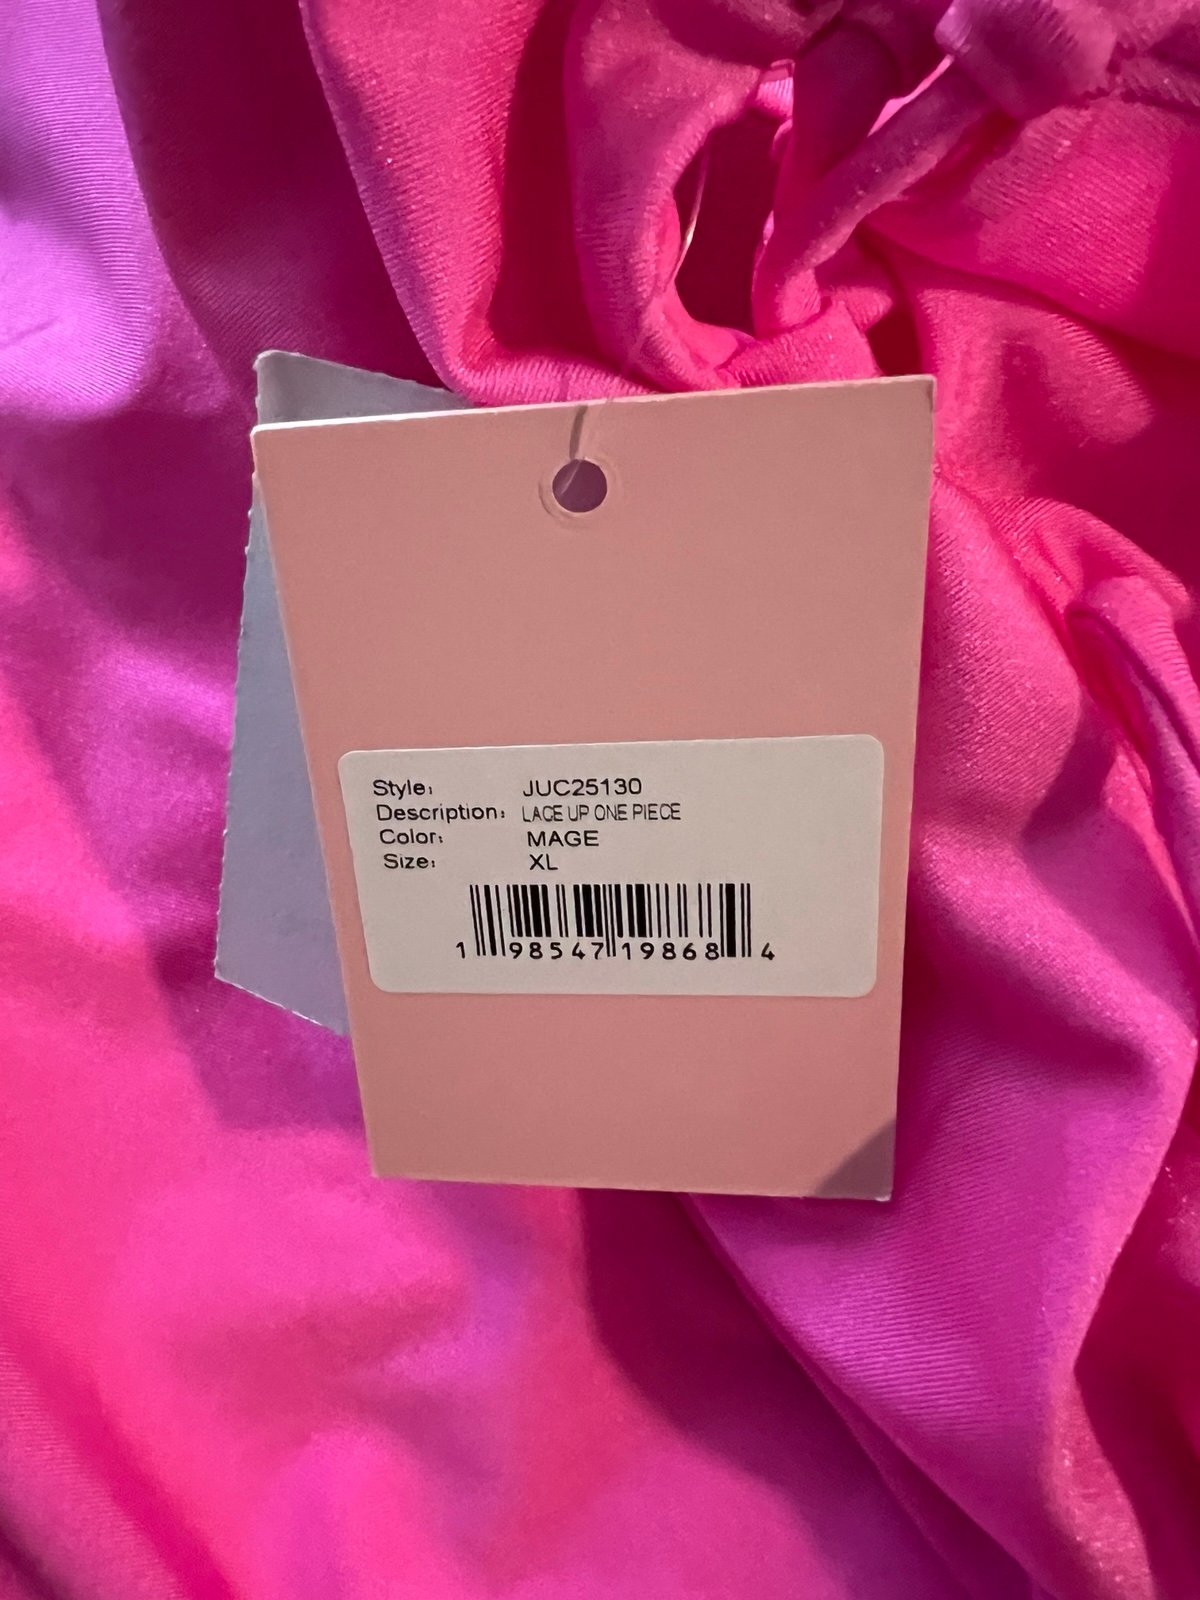 Style: JUC25130
Description: LACE UP ONE PIECE
Color: MAGE
Size: XL
1 98547 19868 4